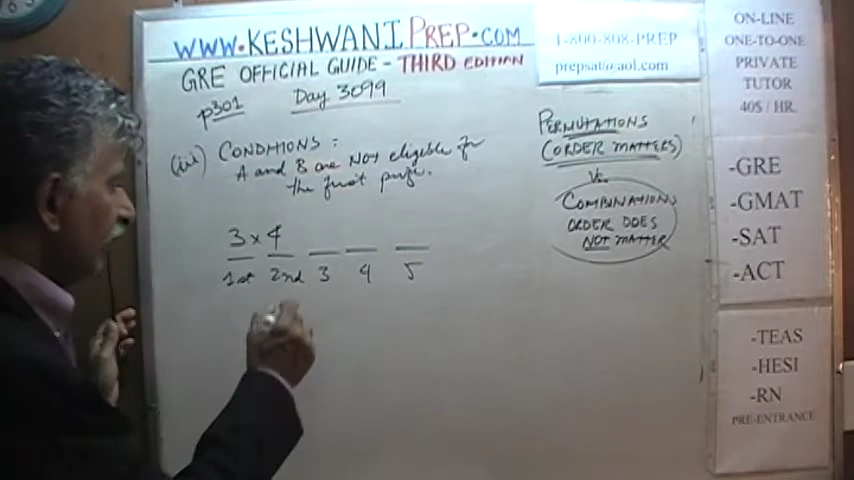 WWW.KESHWANIPREP.COM
GRE OFFICIAL GUIDE - THIRD EDITION
p301
Day 3099
(iii) CONDITIONS :
A and B are NOT eligible for
the first prize.
3 x 4
1st 2nd 3 4 5
1-800-808-PREP
prepsat@aol.com
PERMUTATIONS
(ORDER MATTERS)
Vs.
COMBINATIONS
ORDER DOES
NOT MATTER
ON-LINE
ONE-TO-ONE
PRIVATE
TUTOR
40$ / HR.
-GRE
-GMAT
-SAT
-ACT
-TEAS
-HESI
-RN
PRE-ENTRANCE